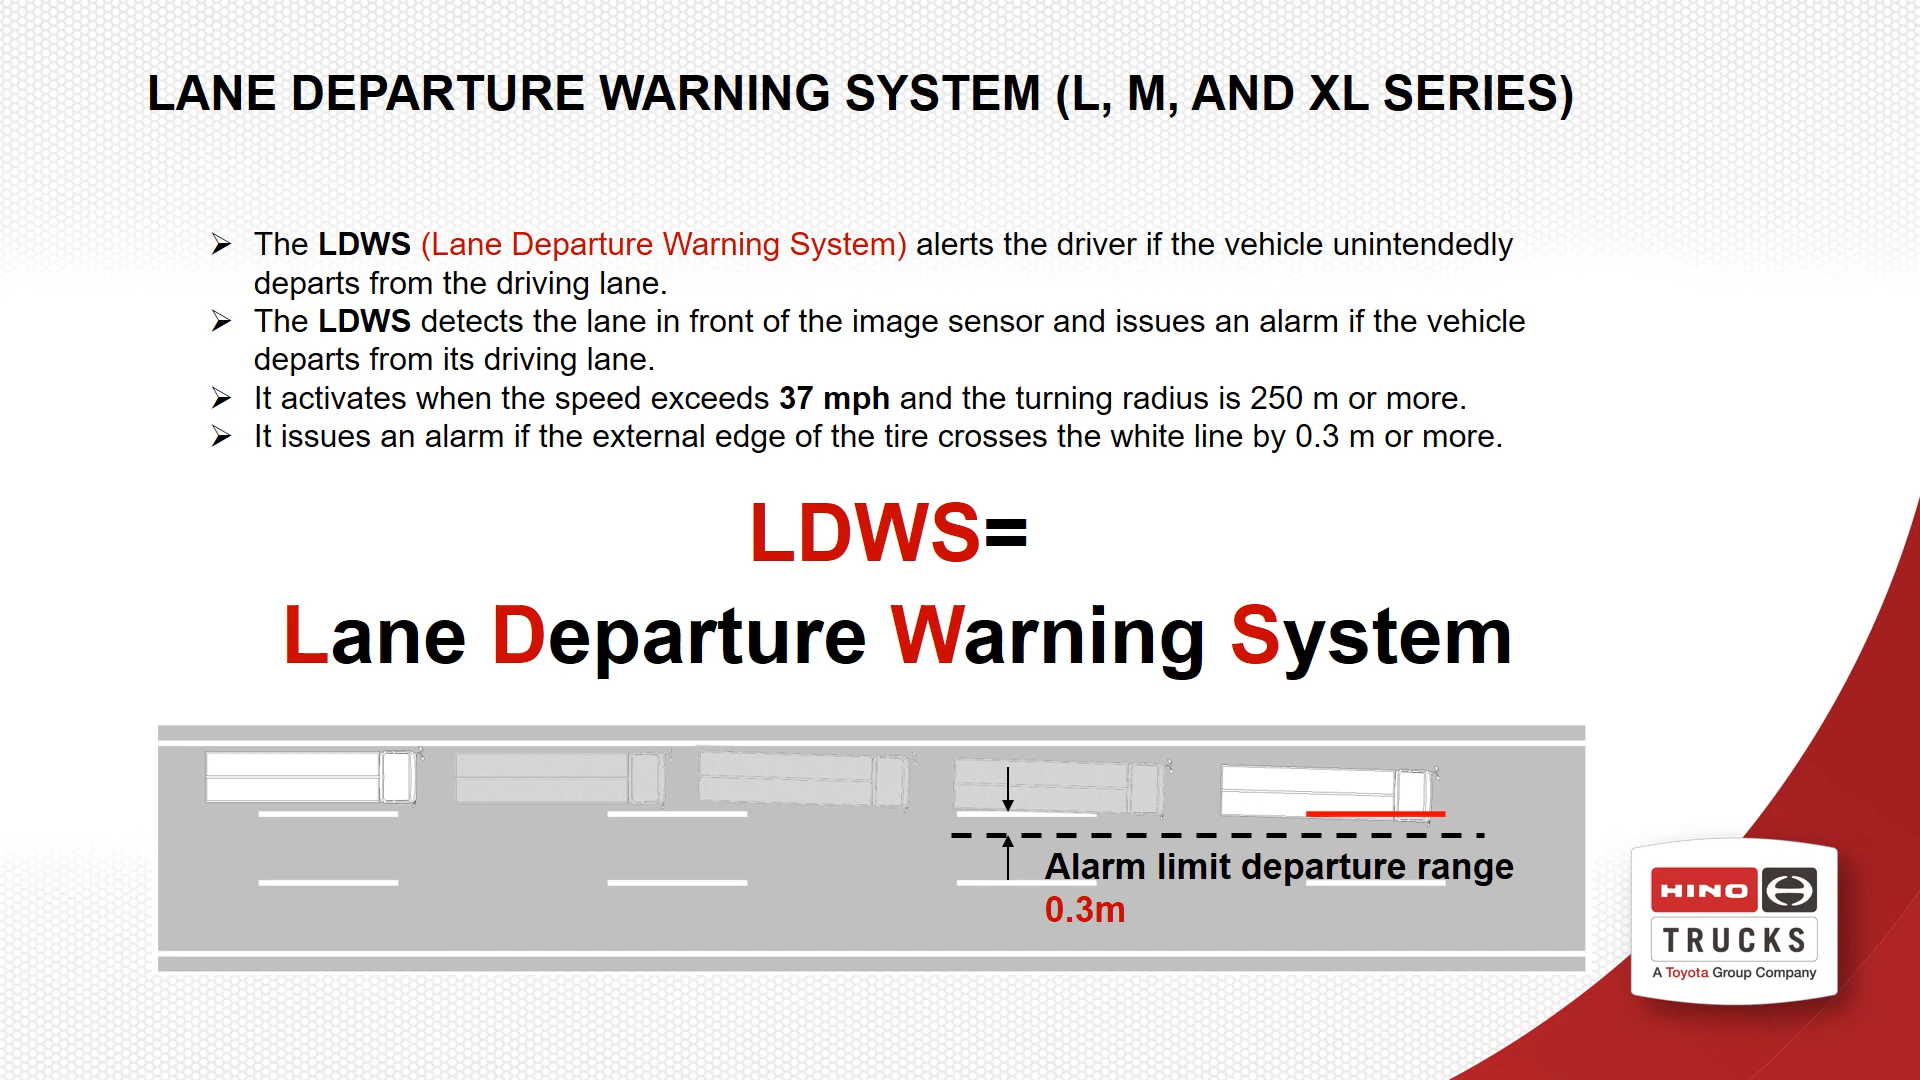 LANE DEPARTURE WARNING SYSTEM (L, M, AND XL SERIES)
The LDWS (Lane Departure Warning System) alerts the driver if the vehicle unintendedly
departs from the driving lane.
The LDWS detects the lane in front of the image sensor and issues an alarm if the vehicle
departs from its driving lane.
It activates when the speed exceeds 37 mph and the turning radius is 250 m or more.
It issues an alarm if the external edge of the tire crosses the white line by 0.3 m or more.
LDWS=
Lane Departure Warning System
Alarm limit departure range
0.3m
HINO
TRUCKS
A Toyota Group Company